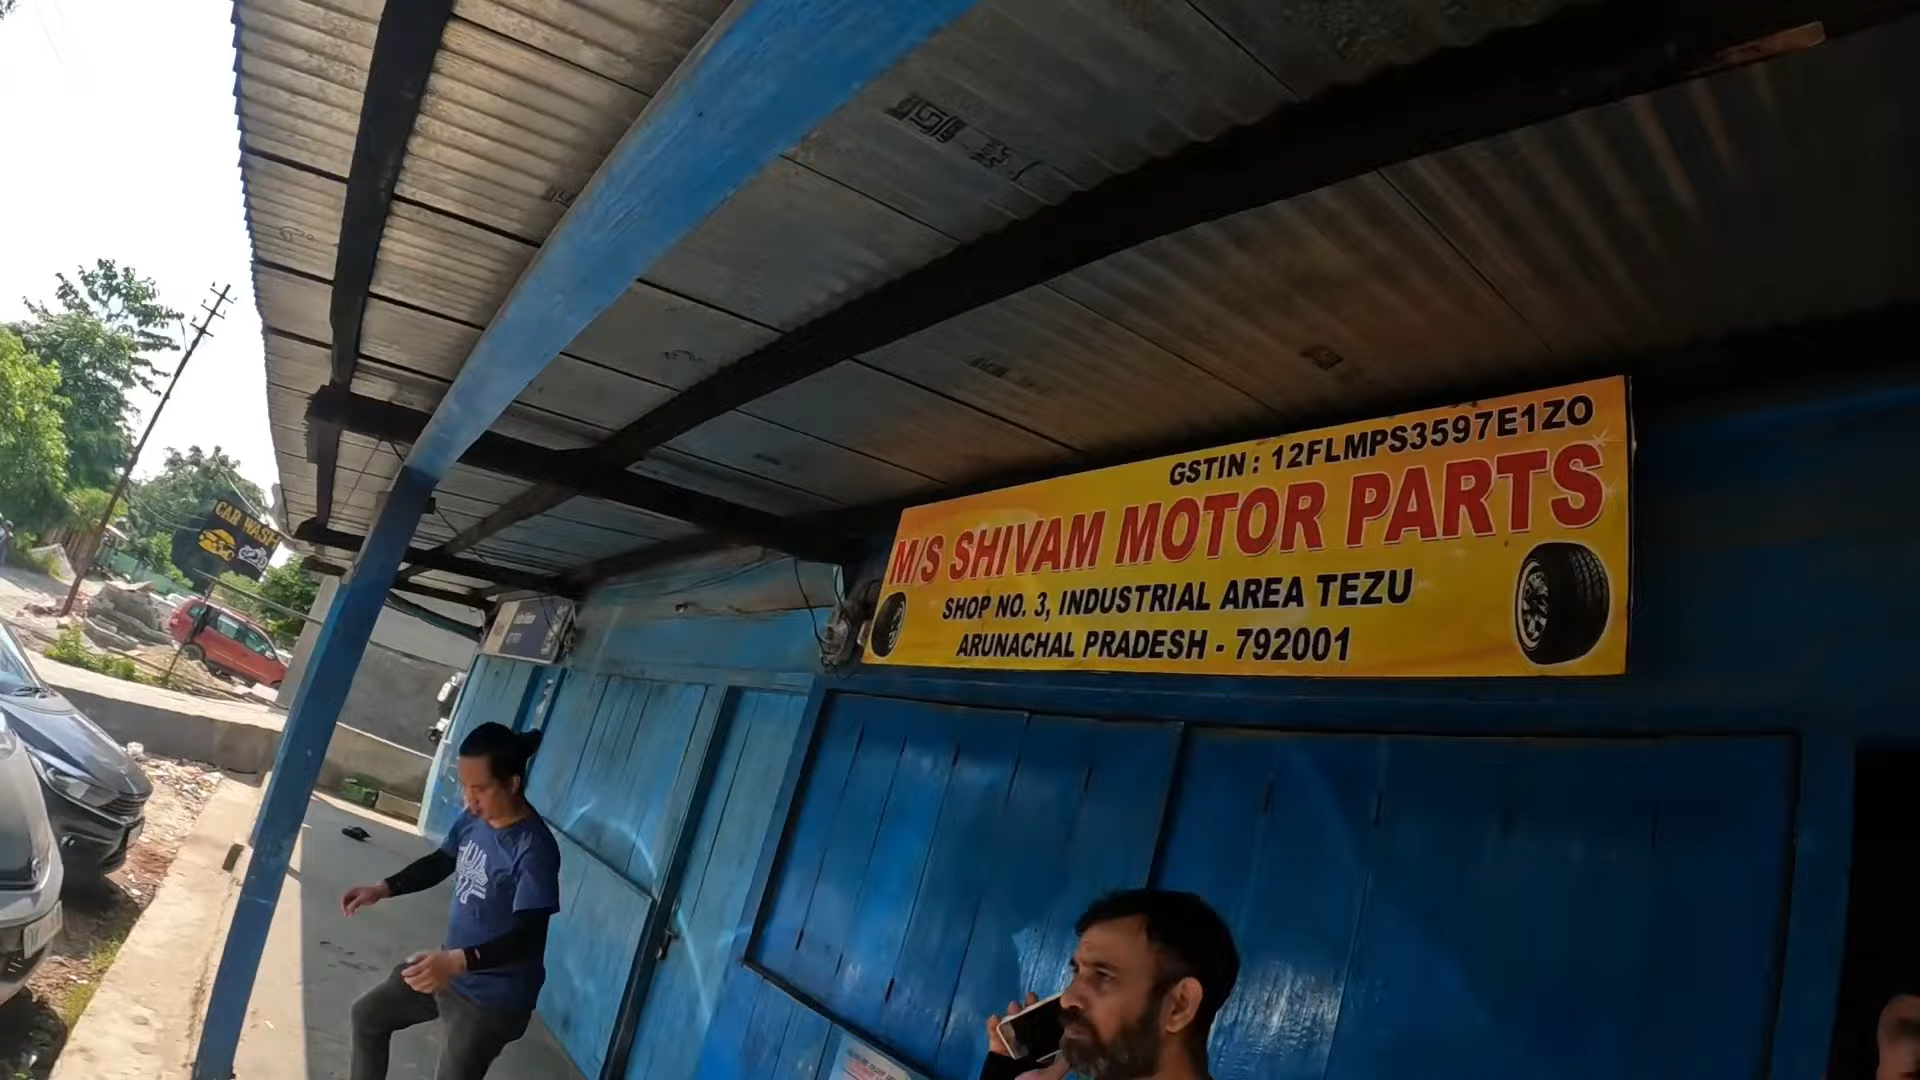 GSTIN : 12FLMPS3597E1ZO
M/S SHIVAM MOTOR PARTS
SHOP NO. 3, INDUSTRIAL AREA TEZU
ARUNACHAL PRADESH - 792001
CAR WASH